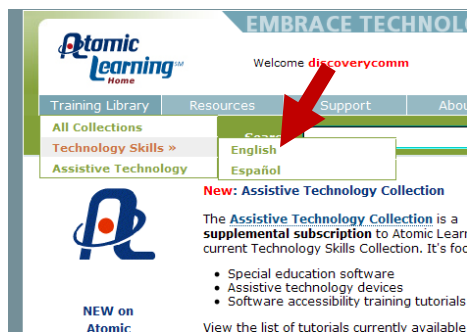 EMBRACE TECHNOLO
Atomic
Learning SM
Home
Welcome discoverycomm
Training Library Resources Support Abou
All Collections
Technology Skills »
Assistive Technology
English
Español
New: Assistive Technology Collection
The Assistive Technology Collection is a
supplemental subscription to Atomic Learn
current Technology Skills Collection. It's foc
• Special education software
• Assistive technology devices
• Software accessibility training tutorials
View the list of tutorials currently available
NEW on
Atomic